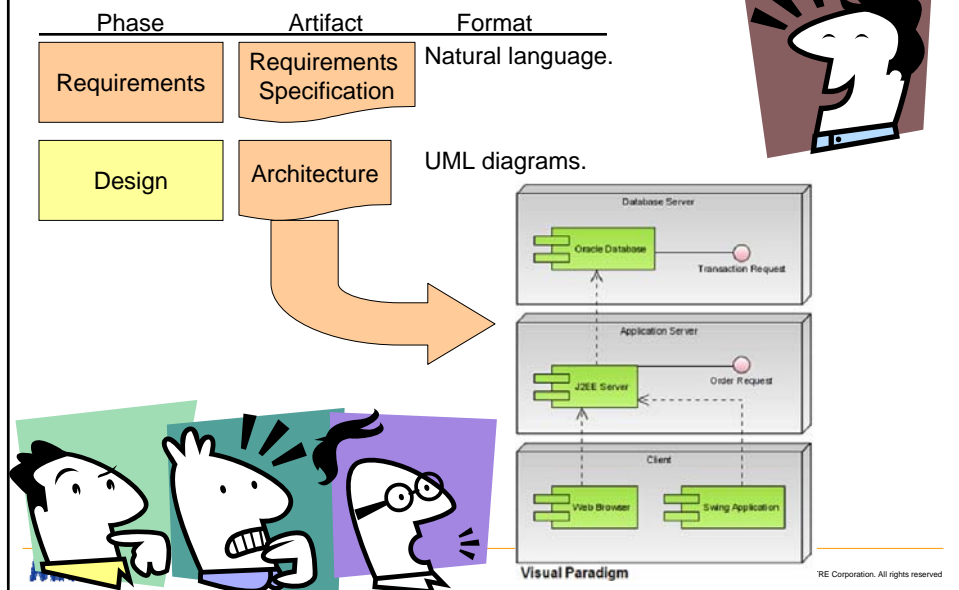 Phase Artifact Format
Requirements
Requirements
Specification
Natural language.
Design
Architecture
UML diagrams.
Database Server
Oracle Database
Transaction Request
Application Server
J2EE Server
Order Request
Client
Web Browser
Swing Application
Visual Paradigm
RE Corporation. All rights reserved